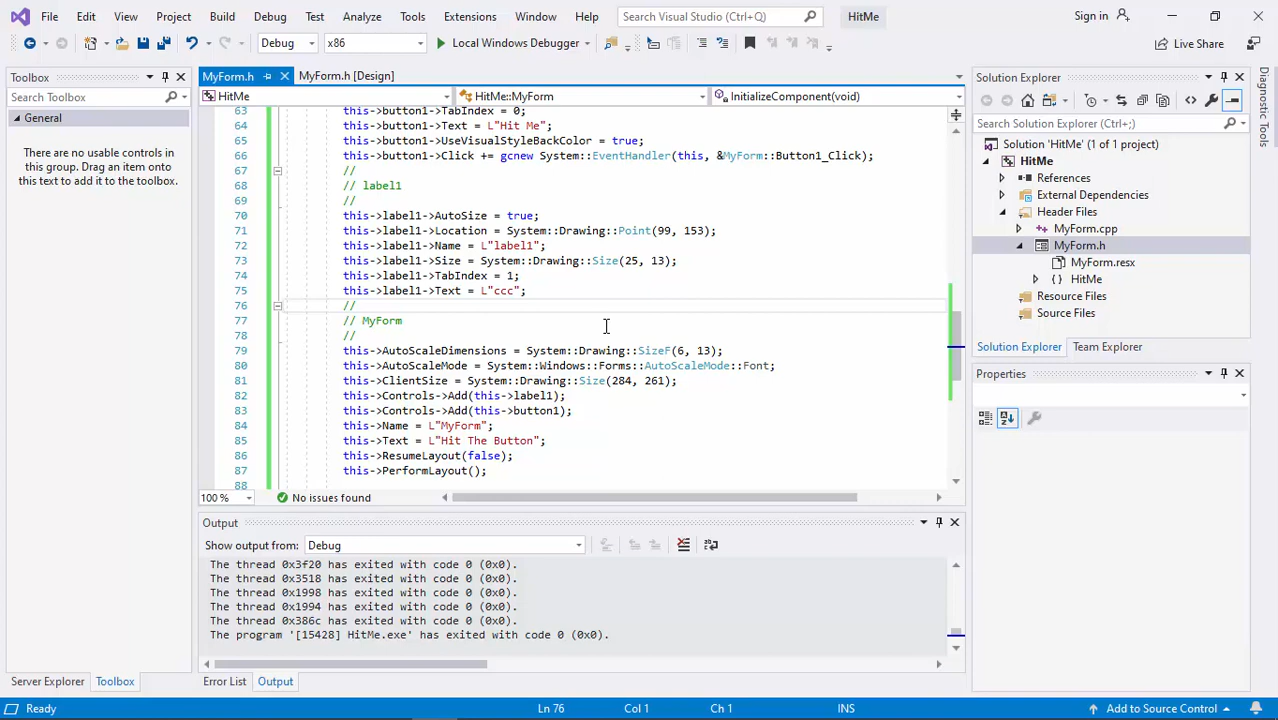 File Edit View Project Build Debug Test Analyze Tools Extensions Window Help Search Visual Studio (Ctrl+Q) HitMe Sign in
Debug x86 Local Windows Debugger Live Share
Toolbox
Search Toolbox
General
There are no usable controls in
this group. Drag an item onto
this text to add it to the toolbox.
Server Explorer Toolbox
MyForm.h MyForm.h [Design]
HitMe HitMe::MyForm InitializeComponent(void)
63 this->button1->TabIndex = 0;
64 this->button1->Text = L"Hit Me";
65 this->button1->UseVisualStyleBackColor = true;
66 this->button1->Click += gcnew System::EventHandler(this, &MyForm::Button1_Click);
67 //
68 // label1
69 //
70 this->label1->AutoSize = true;
71 this->label1->Location = System::Drawing::Point(99, 153);
72 this->label1->Name = L"label1";
73 this->label1->Size = System::Drawing::Size(25, 13);
74 this->label1->TabIndex = 1;
75 this->label1->Text = L"ccc";
76 //
77 // MyForm
78 //
79 this->AutoScaleDimensions = System::Drawing::SizeF(6, 13);
80 this->AutoScaleMode = System::Windows::Forms::AutoScaleMode::Font;
81 this->ClientSize = System::Drawing::Size(284, 261);
82 this->Controls->Add(this->label1);
83 this->Controls->Add(this->button1);
84 this->Name = L"MyForm";
85 this->Text = L"Hit The Button";
86 this->ResumeLayout(false);
87 this->PerformLayout();
88
100 % No issues found
Output
Show output from: Debug
The thread 0x3f20 has exited with code 0 (0x0).
The thread 0x3518 has exited with code 0 (0x0).
The thread 0x1998 has exited with code 0 (0x0).
The thread 0x1994 has exited with code 0 (0x0).
The thread 0x386c has exited with code 0 (0x0).
The program '[15428] HitMe.exe' has exited with code 0 (0x0).
Error List Output
Solution Explorer
Search Solution Explorer (Ctrl+;)
Solution 'HitMe' (1 of 1 project)
HitMe
References
External Dependencies
Header Files
MyForm.cpp
MyForm.h
MyForm.resx
HitMe
Resource Files
Source Files
Solution Explorer Team Explorer
Properties
Diagnostic Tools
Ready Ln 76 Col 1 Ch 1 INS Add to Source Control